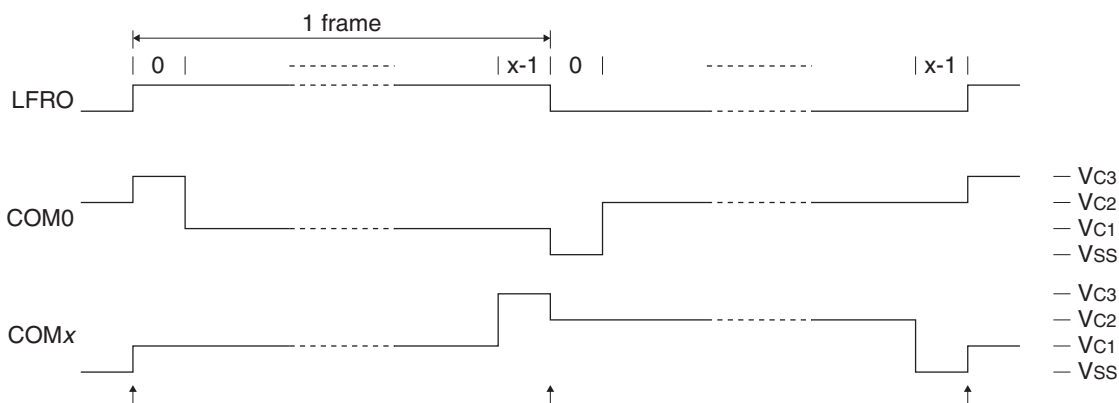 1 frame
0 x-1 0 x-1
LFRO
COM0
VC3
VC2
VC1
VSS
COMx
VC3
VC2
VC1
VSS